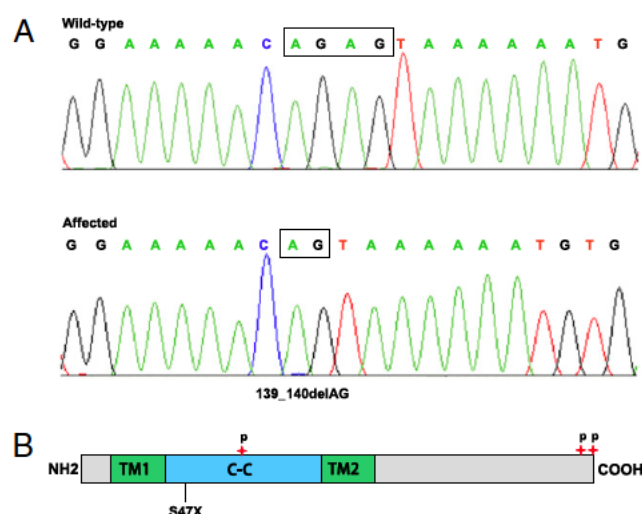 A
Wild-type
G G A A A A A C A G A G T A A A A A A T G
Affected
G G A A A A A C A G T A A A A A A T G T G
139_140delAG
B
P P P
NH2 TM1 C-C TM2 COOH
S47X